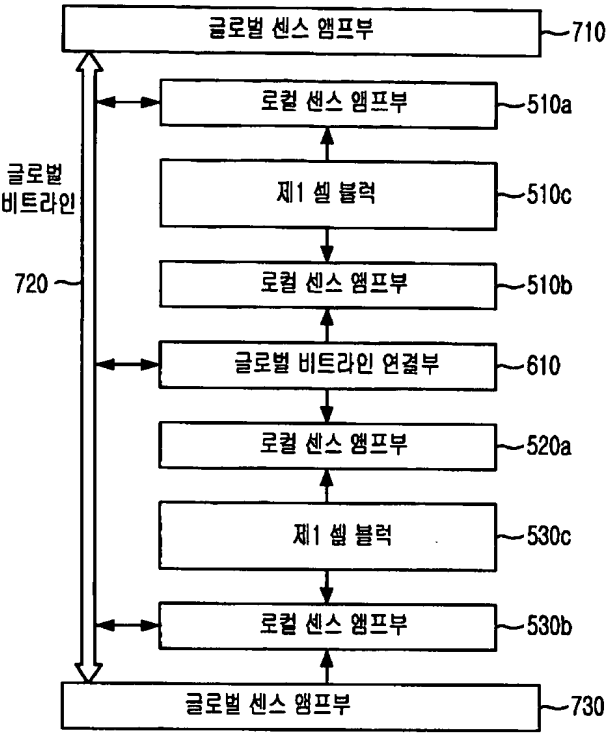 글로벌 센스 앰프부
710
로컬 센스 앰프부
510a
글로벌
비트라인
제1 셀 블럭
510c
720
로컬 센스 앰프부
510b
글로벌 비트라인 연결부
610
로컬 센스 앰프부
520a
제1 셀 블럭
530c
로컬 센스 앰프부
530b
글로벌 센스 앰프부
730